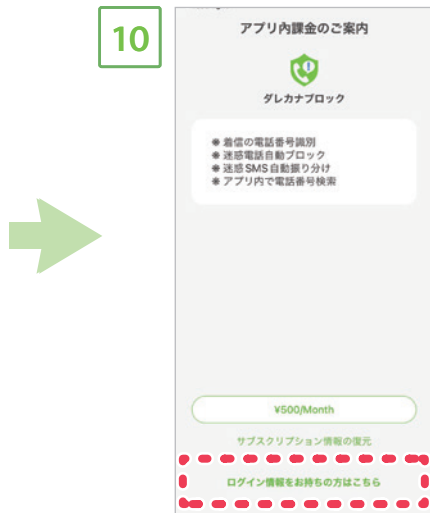 10
アプリ内課金のご案内
ダレカナブロック
※ 着信の電話番号識別
※ 迷惑電話自動ブロック
※ 迷惑SMS自動振り分け
※ アプリ内で電話番号検索
¥500/Month
サブスクリプション情報の復元
ログイン情報をお持ちの方はこちら